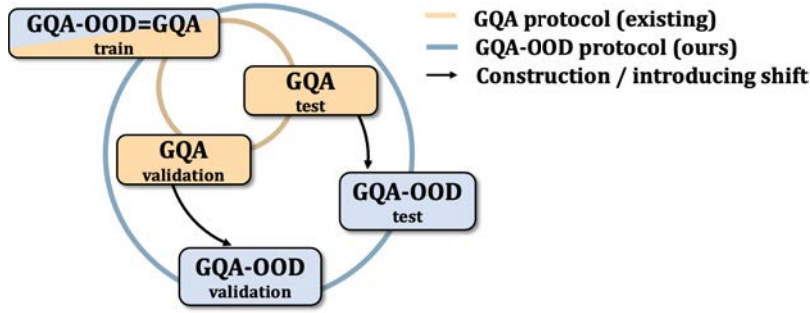 GQA-OOD=GQA
train
GQA
test
GQA
validation
GQA-OOD
test
GQA-OOD
validation
GQA protocol (existing)
GQA-OOD protocol (ours)
Construction / introducing shift